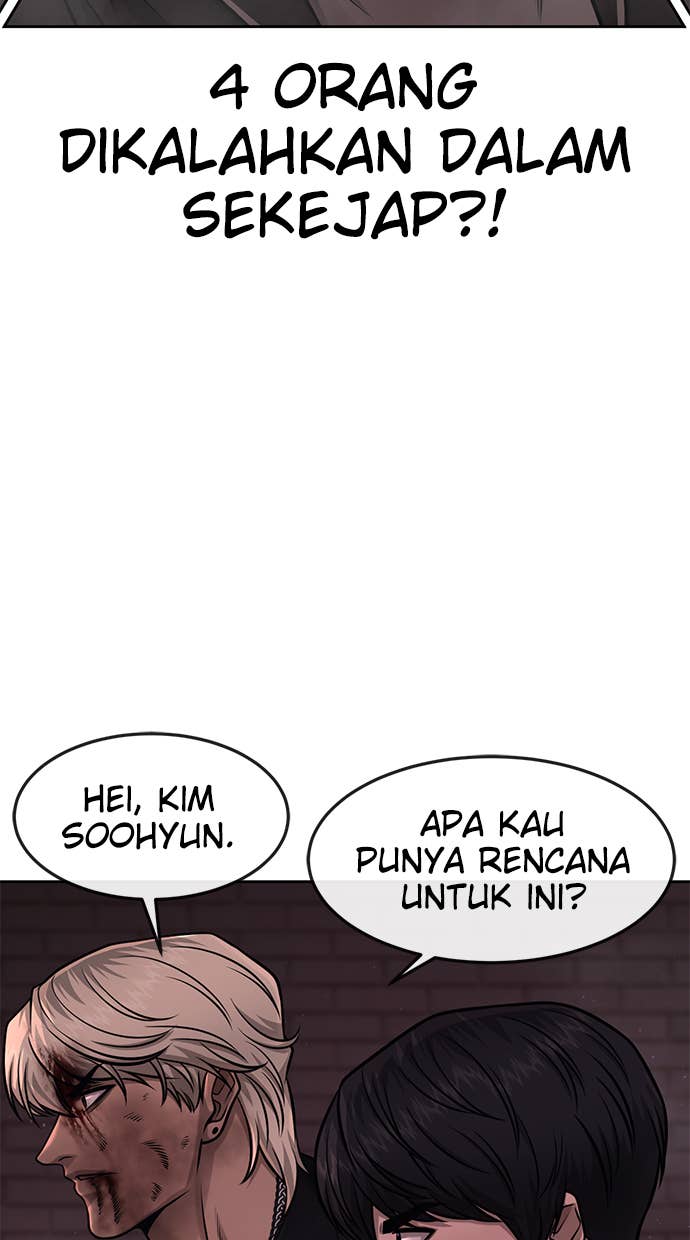 4 ORANG
DIKALAHKAN DALAM
SEKEJAP?!
HEI, KIM
SOOHYUN.
APA KAU
PUNYA RENCANA
UNTUK INI?